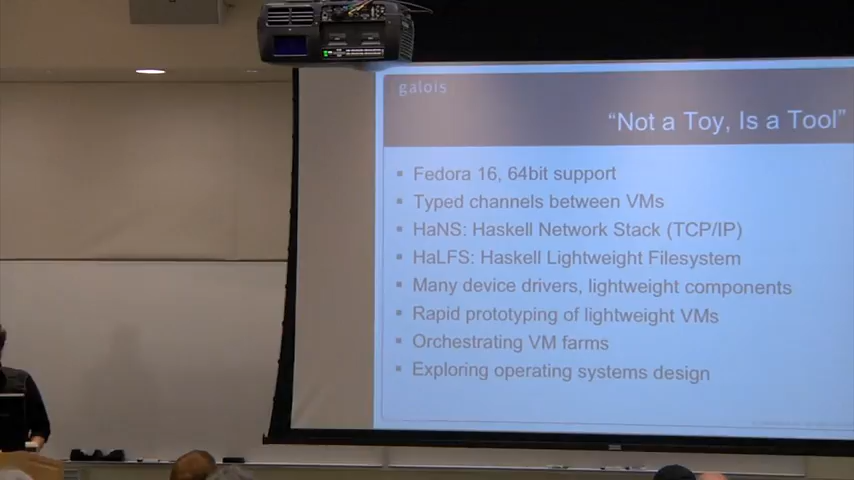 galois
“Not a Toy, Is a Tool”
▪ Fedora 16, 64bit support
▪ Typed channels between VMs
▪ HaNS: Haskell Network Stack (TCP/IP)
▪ HaLFS: Haskell Lightweight Filesystem
▪ Many device drivers, lightweight components
▪ Rapid prototyping of lightweight VMs
▪ Orchestrating VM farms
▪ Exploring operating systems design